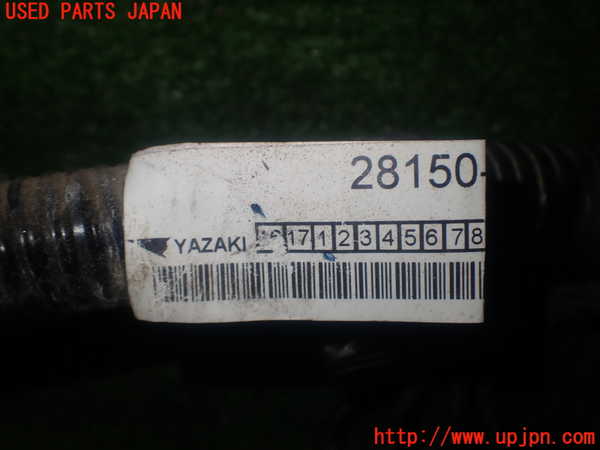 USED PARTS JAPAN
28150-
YAZAKI 17 1 2 3 4 5 6 7 8
http://www.upjpn.com/